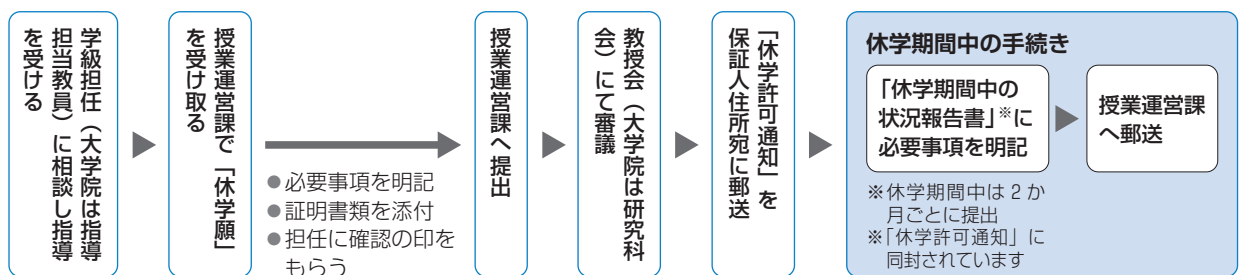 学級担任（大学院は指導
担当教員）に相談し指導
を受ける
授業運営課で「休学願」
を受け取る
●必要事項を明記
●証明書類を添付
●担任に確認の印を
もらう
授業運営課へ提出
教授会（大学院は研究科
会）にて審議
「休学許可通知」を
保証人住所宛に郵送
休学期間中の手続き
「休学期間中の
状況報告書」※に
必要事項を明記
※休学期間中は2か
月ごとに提出
※「休学許可通知」に
同封されています
授業運営課
へ郵送